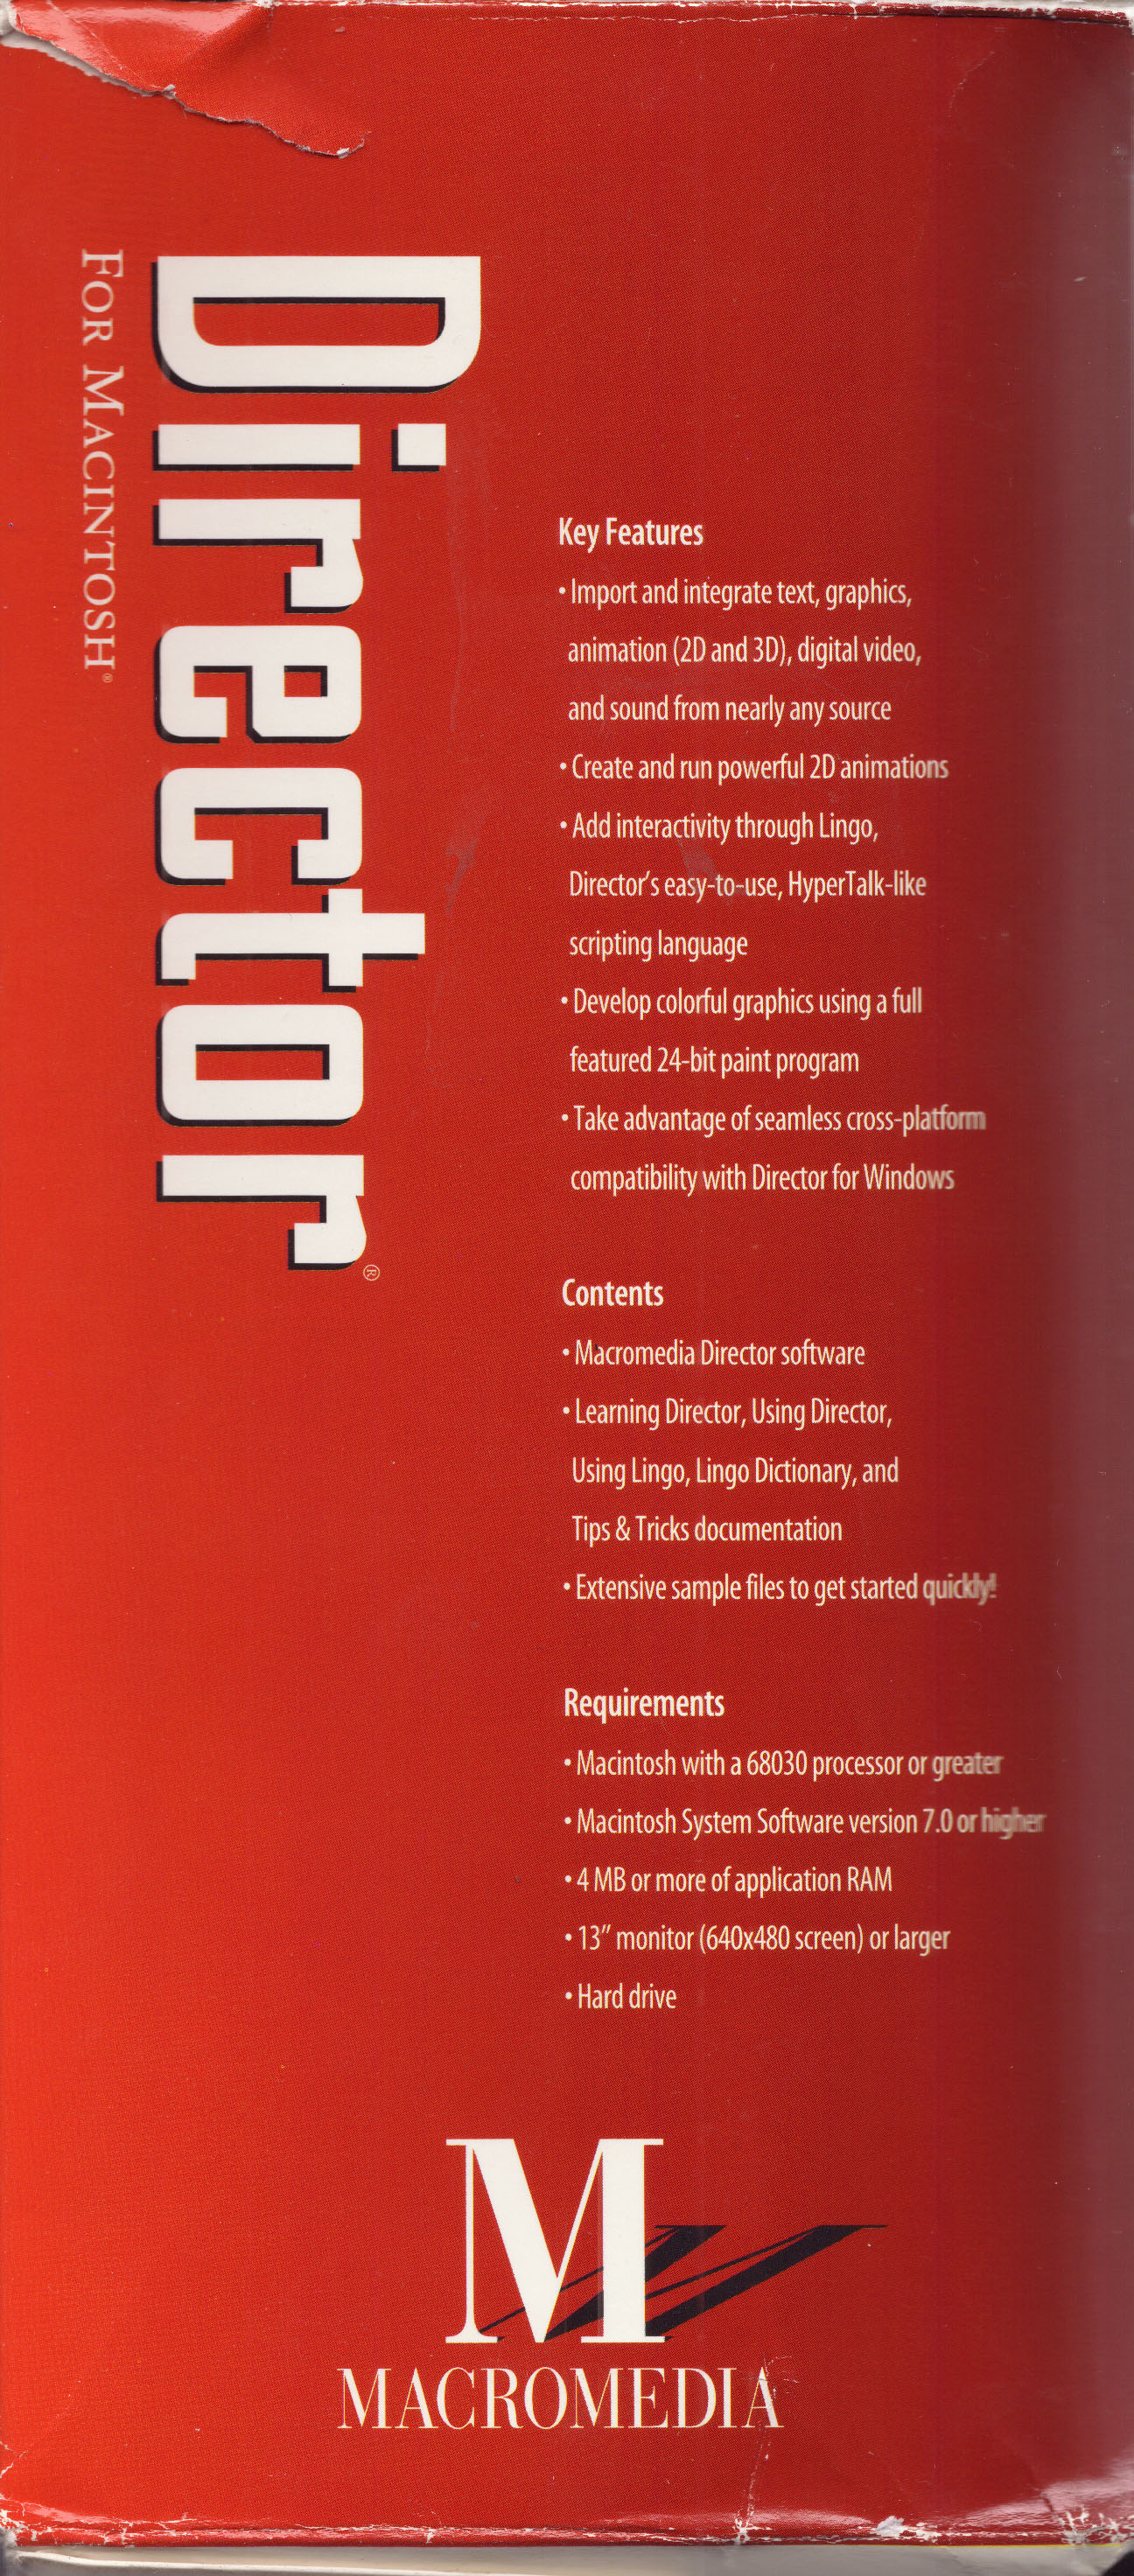 Director®
FOR MACINTOSH®
Key Features
• Import and integrate text, graphics,
animation (2D and 3D), digital video,
and sound from nearly any source
• Create and run powerful 2D animations
• Add interactivity through Lingo,
Director's easy-to-use, HyperTalk-like
scripting language
• Develop colorful graphics using a full
featured 24-bit paint program
• Take advantage of seamless cross-platform
compatibility with Director for Windows
Contents
• Macromedia Director software
• Learning Director, Using Director,
Using Lingo, Lingo Dictionary, and
Tips & Tricks documentation
• Extensive sample files to get started quickly!
Requirements
• Macintosh with a 68030 processor or greater
• Macintosh System Software version 7.0 or higher
• 4 MB or more of application RAM
• 13″ monitor (640x480 screen) or larger
• Hard drive
M
MACROMEDIA